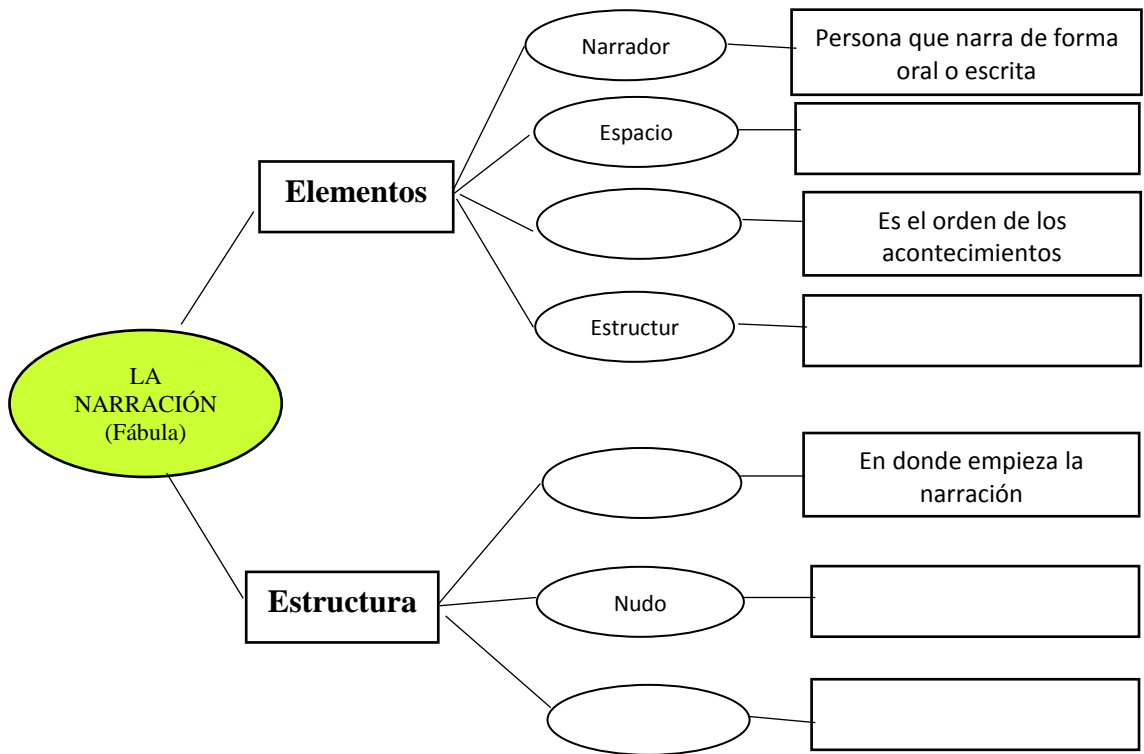 Narrador
Persona que narra de forma
oral o escrita
Espacio
Elementos
Es el orden de los
acontecimientos
Estructur
LA
NARRACIÓN
(Fábula)
En donde empieza la
narración
Estructura
Nudo